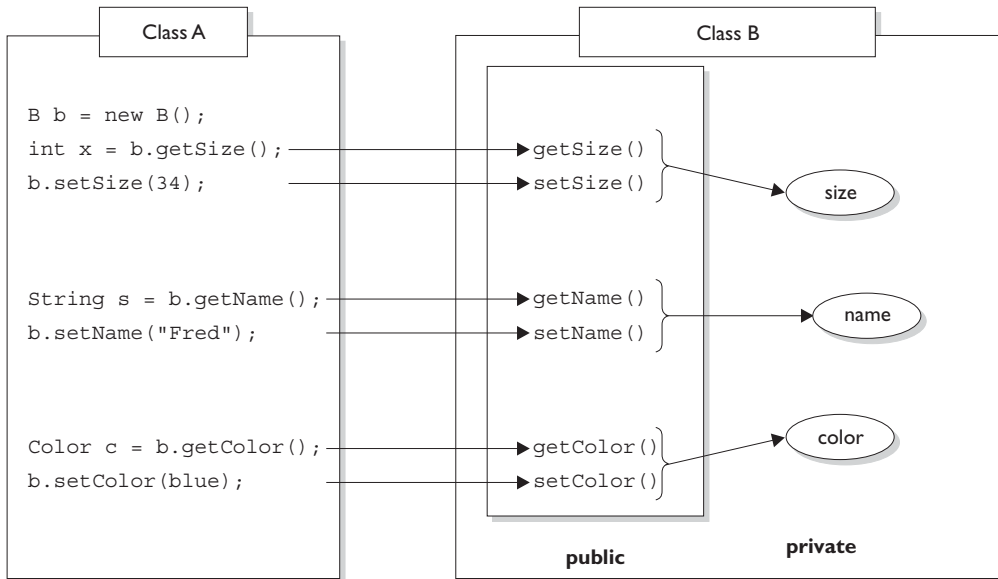 Class A
B b = new B();
int x = b.getSize();
b.setSize(34);
String s = b.getName();
b.setName("Fred");
Color c = b.getColor();
b.setColor(blue);
Class B
getSize()
setSize()
getName()
setName()
getColor()
setColor()
public
size
name
color
private